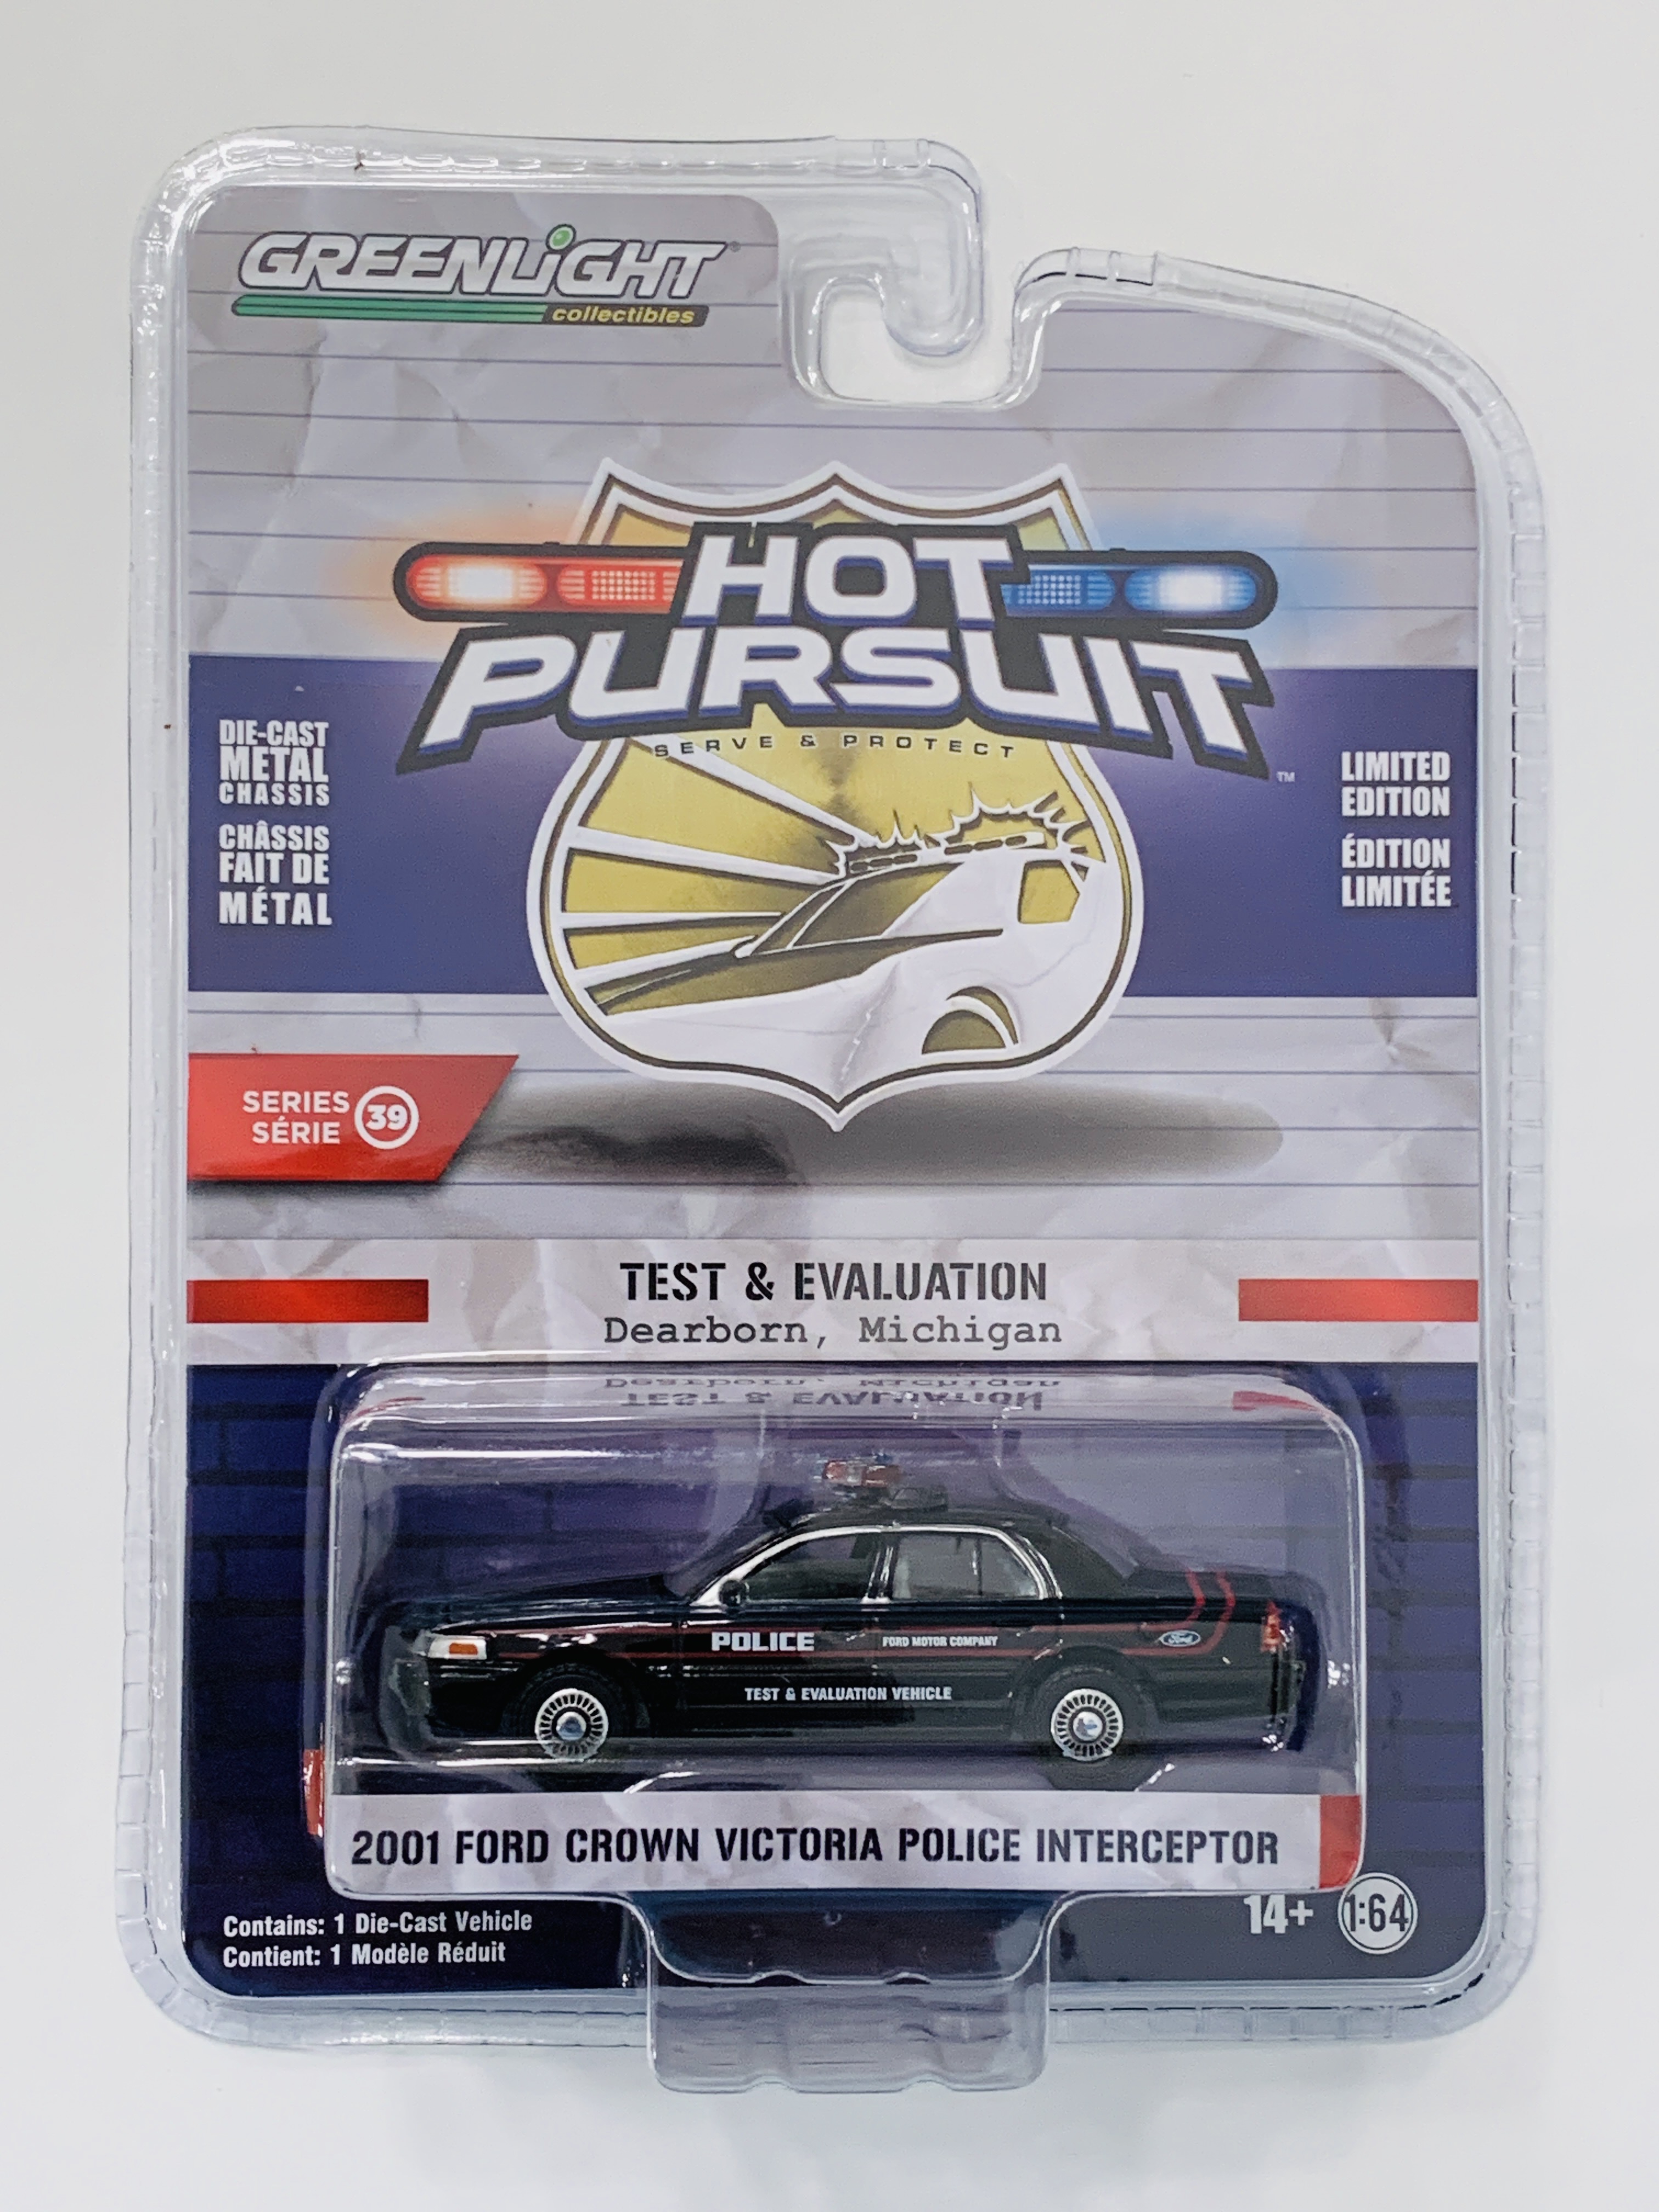 GREENLiGHT®
collectibles
HOT
PURSUIT
SERVE & PROTECT
TM
DIE-CAST
METAL
CHASSIS
CHÂSSIS
FAIT DE
MÉTAL
LIMITED
EDITION
ÉDITION
LIMITÉE
SERIES 39
SÉRIE
TEST & EVALUATION
Dearborn, Michigan
POLICE
FORD MOTOR COMPANY
Ford
TEST & EVALUATION VEHICLE
2001 FORD CROWN VICTORIA POLICE INTERCEPTOR
Contains: 1 Die-Cast Vehicle
Contient: 1 Modèle Réduit
14+
1:64